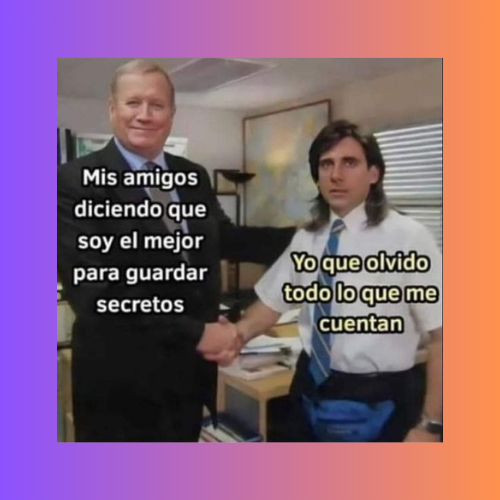 Mis amigos
diciendo que
soy el mejor
para guardar
secretos
Yo que olvido
todo lo que me
cuentan